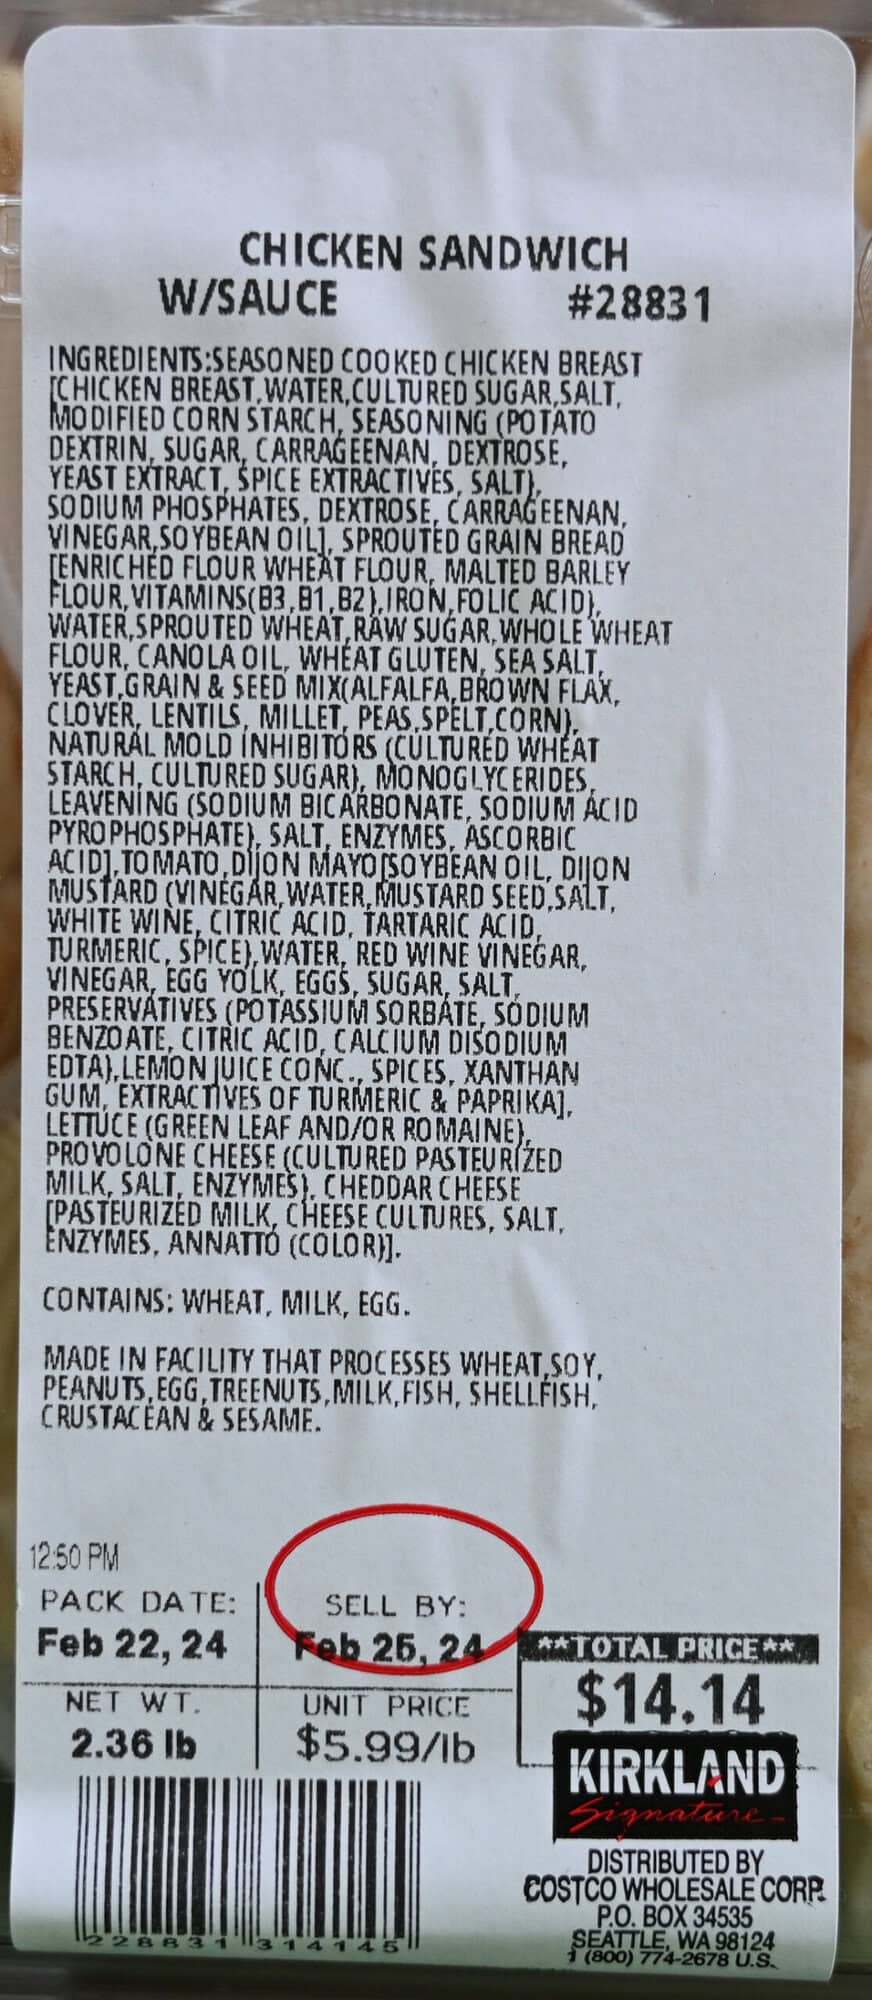 CHICKEN SANDWICH
W/SAUCE #28831
INGREDIENTS:SEASONED COOKED CHICKEN BREAST
[CHICKEN BREAST,WATER,CULTURED SUGAR,SALT,
MODIFIED CORN STARCH, SEASONING (POTATO
DEXTRIN, SUGAR, CARRAGEENAN, DEXTROSE,
YEAST EXTRACT, SPICE EXTRACTIVES, SALT),
SODIUM PHOSPHATES, DEXTROSE, CARRAGEENAN,
VINEGAR,SOYBEAN OIL], SPROUTED GRAIN BREAD
[ENRICHED FLOUR WHEAT FLOUR, MALTED BARLEY
FLOUR,VITAMINS(B3,B1,B2),IRON,FOLIC ACID),
WATER,SPROUTED WHEAT,RAW SUGAR,WHOLE WHEAT
FLOUR, CANOLA OIL, WHEAT GLUTEN, SEA SALT,
YEAST,GRAIN & SEED MIX(ALFALFA,BROWN FLAX,
CLOVER, LENTILS, MILLET, PEAS,SPELT,CORN),
NATURAL MOLD INHIBITORS (CULTURED WHEAT
STARCH, CULTURED SUGAR), MONOGLYCERIDES,
LEAVENING (SODIUM BICARBONATE, SODIUM ACID
PYROPHOSPHATE), SALT, ENZYMES, ASCORBIC
ACID],TOMATO,DIJON MAYO[SOYBEAN OIL, DIJON
MUSTARD (VINEGAR,WATER,MUSTARD SEED,SALT,
WHITE WINE, CITRIC ACID, TARTARIC ACID,
TURMERIC, SPICE),WATER, RED WINE VINEGAR,
VINEGAR, EGG YOLK, EGGS, SUGAR, SALT,
PRESERVATIVES (POTASSIUM SORBATE, SODIUM
BENZOATE, CITRIC ACID, CALCIUM DISODIUM
EDTA),LEMON JUICE CONC., SPICES, XANTHAN
GUM, EXTRACTIVES OF TURMERIC & PAPRIKA],
LETTUCE (GREEN LEAF AND/OR ROMAINE),
PROVOLONE CHEESE (CULTURED PASTEURIZED
MILK, SALT, ENZYMES), CHEDDAR CHEESE
[PASTEURIZED MILK, CHEESE CULTURES, SALT,
ENZYMES, ANNATTO (COLOR)].
CONTAINS: WHEAT, MILK, EGG.
MADE IN FACILITY THAT PROCESSES WHEAT,SOY,
PEANUTS,EGG,TREENUTS,MILK,FISH, SHELLFISH,
CRUSTACEAN & SESAME.
12:50 PM
PACK DATE: SELL BY:
Feb 22, 24 Feb 25, 24
**TOTAL PRICE**
$14.14
NET WT. UNIT PRICE
2.36 lb $5.99/lb
KIRKLAND
Signature
DISTRIBUTED BY
COSTCO WHOLESALE CORP.
P.O. BOX 34535
SEATTLE, WA 98124
1 (800) 774-2678 U.S.
228831 314145